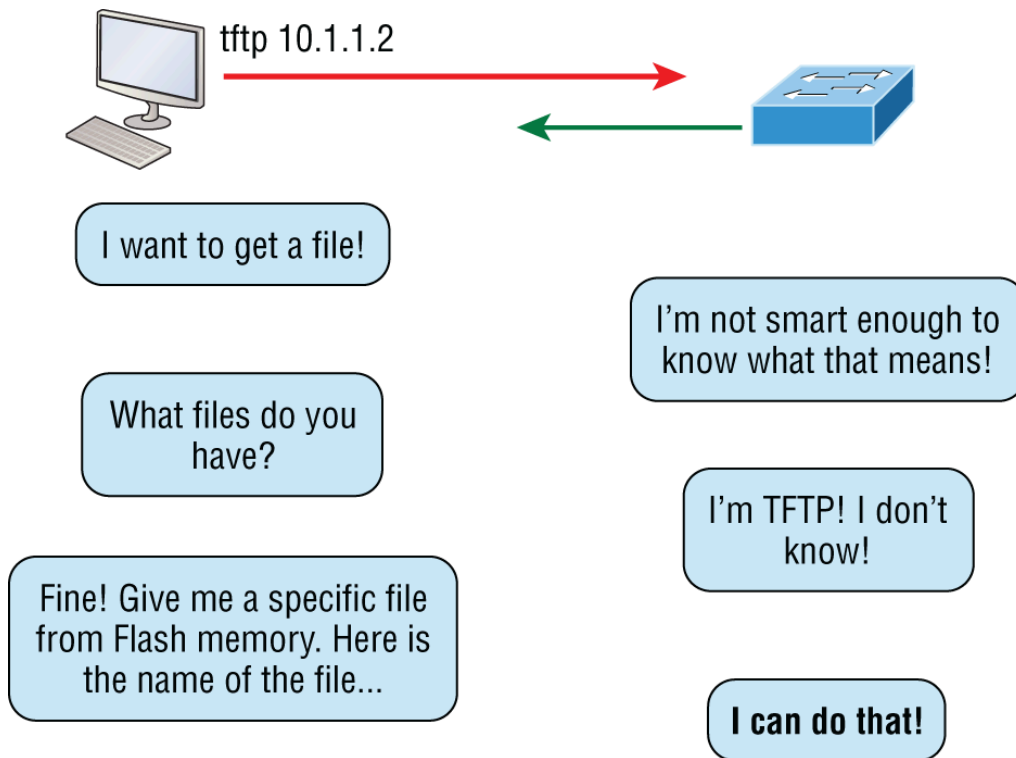 tftp 10.1.1.2
I want to get a file!
I’m not smart enough to
know what that means!
What files do you
have?
I’m TFTP! I don’t
know!
Fine! Give me a specific file
from Flash memory. Here is
the name of the file...
I can do that!